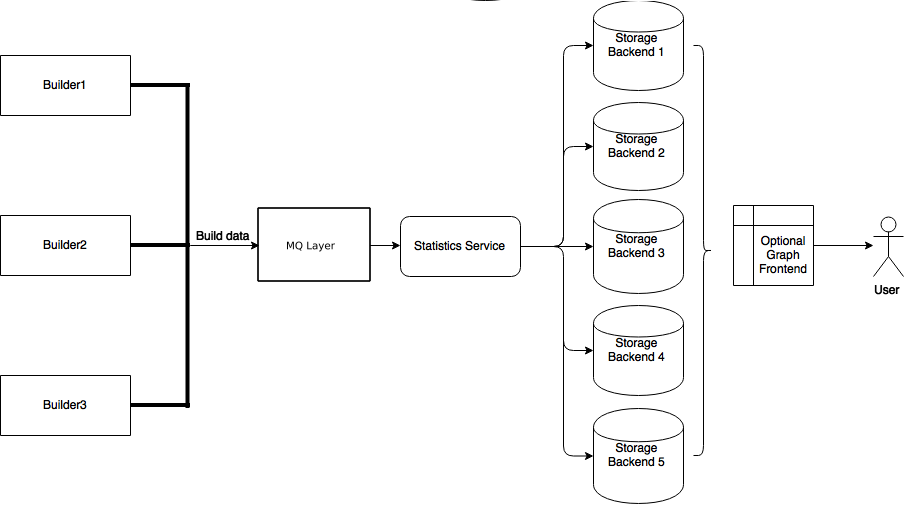 Builder1
Builder2
Builder3
Build data
MQ Layer
Statistics Service
Storage
Backend 1
Storage
Backend 2
Storage
Backend 3
Storage
Backend 4
Storage
Backend 5
Optional
Graph
Frontend
User